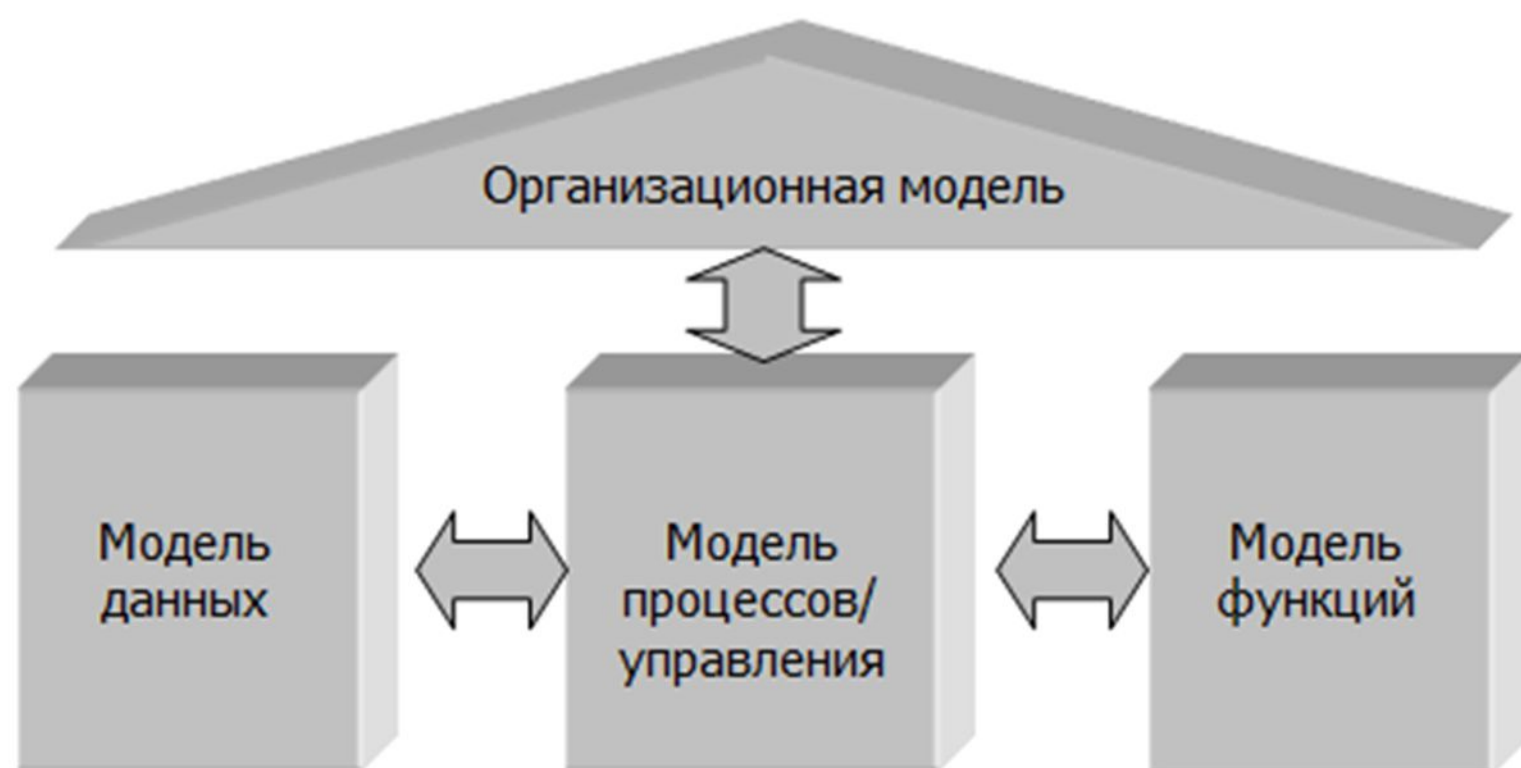 Организационная модель
Модель
данных
Модель
процессов/
управления
Модель
функций